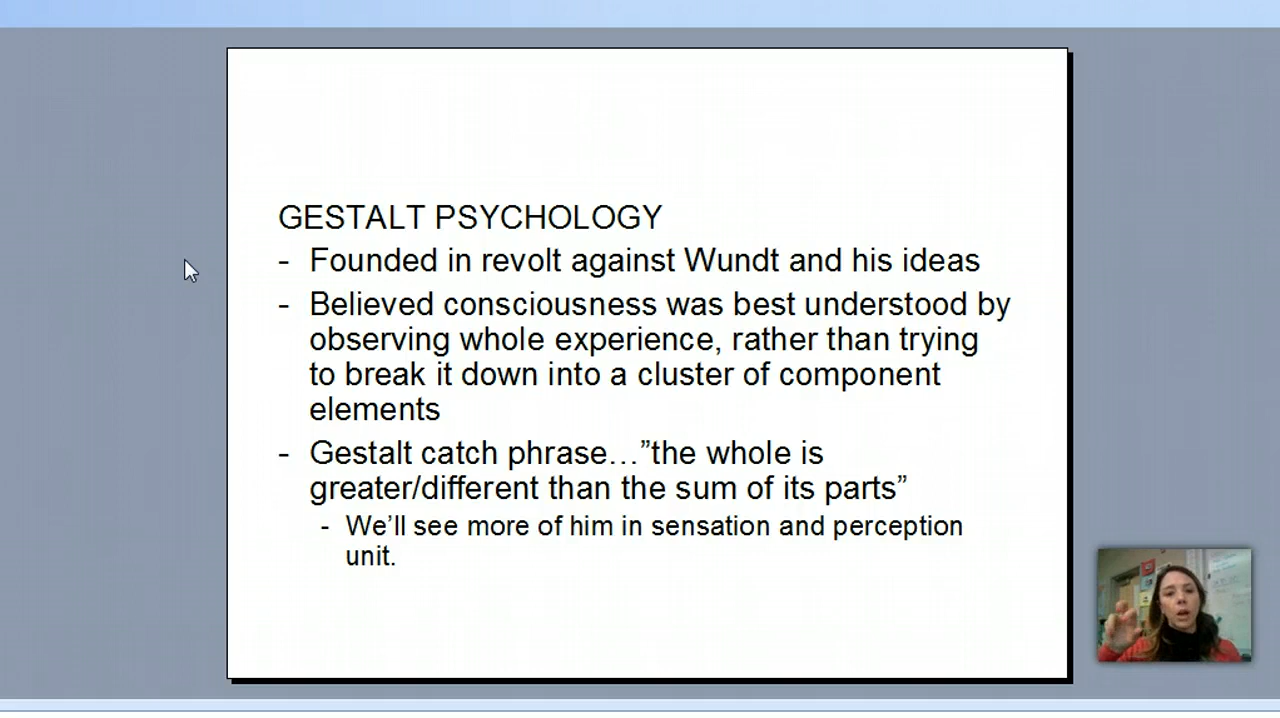 GESTALT PSYCHOLOGY
- Founded in revolt against Wundt and his ideas
- Believed consciousness was best understood by
observing whole experience, rather than trying
to break it down into a cluster of component
elements
- Gestalt catch phrase…”the whole is
greater/different than the sum of its parts”
- We’ll see more of him in sensation and perception
unit.